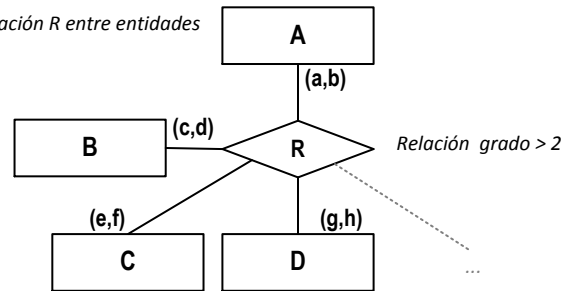 ación R entre entidades
A
(a,b)
(c,d)
B
R
Relación grado > 2
(e,f)
(g,h)
C
D
...